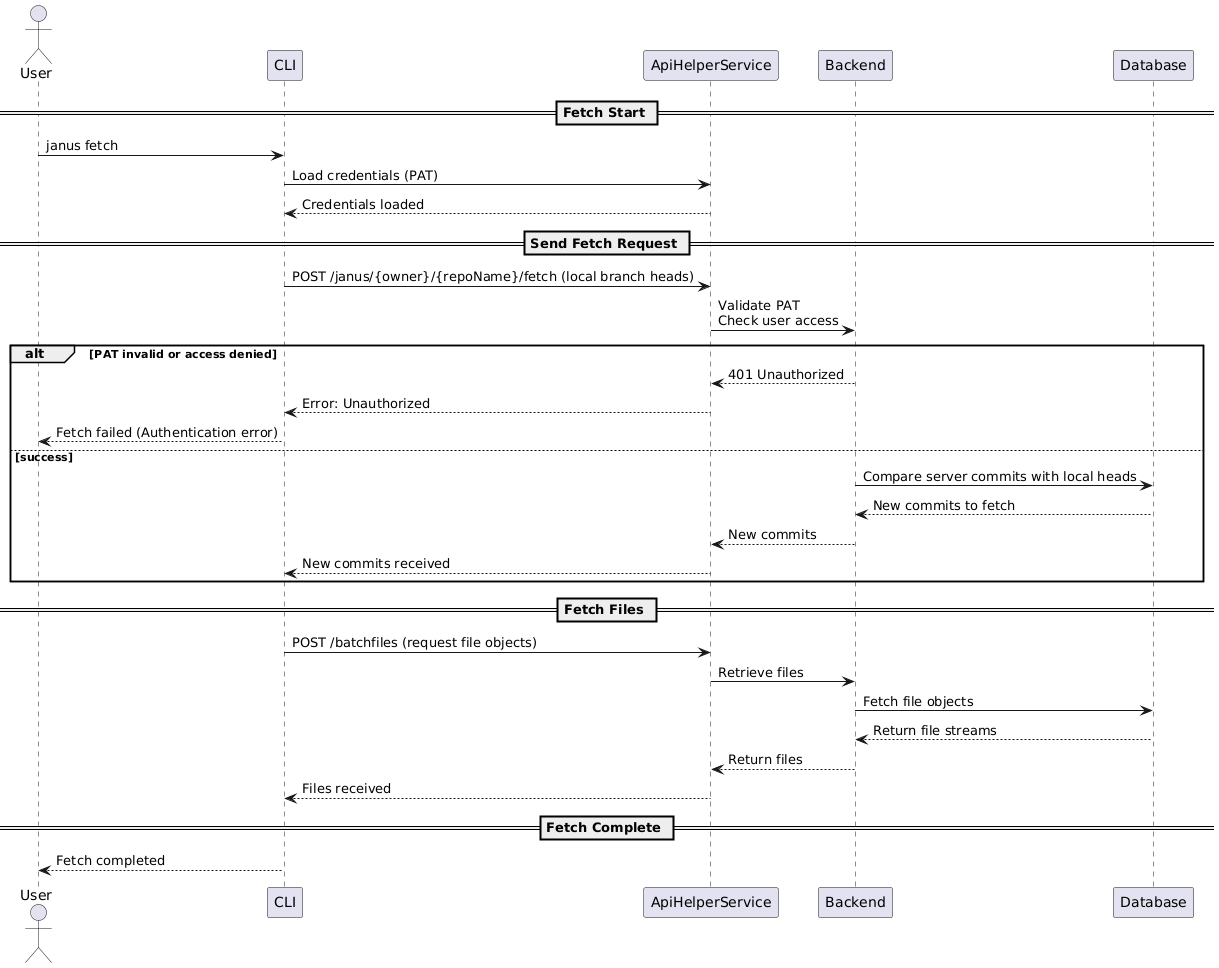 User
CLI
ApiHelperService
Backend
Database
Fetch Start
janus fetch
Load credentials (PAT)
Credentials loaded
Send Fetch Request
POST /janus/{owner}/{repoName}/fetch (local branch heads)
Validate PAT
Check user access
alt
[PAT invalid or access denied]
401 Unauthorized
Error: Unauthorized
Fetch failed (Authentication error)
[success]
Compare server commits with local heads
New commits to fetch
New commits
New commits received
Fetch Files
POST /batchfiles (request file objects)
Retrieve files
Fetch file objects
Return file streams
Return files
Files received
Fetch Complete
Fetch completed
User
CLI
ApiHelperService
Backend
Database